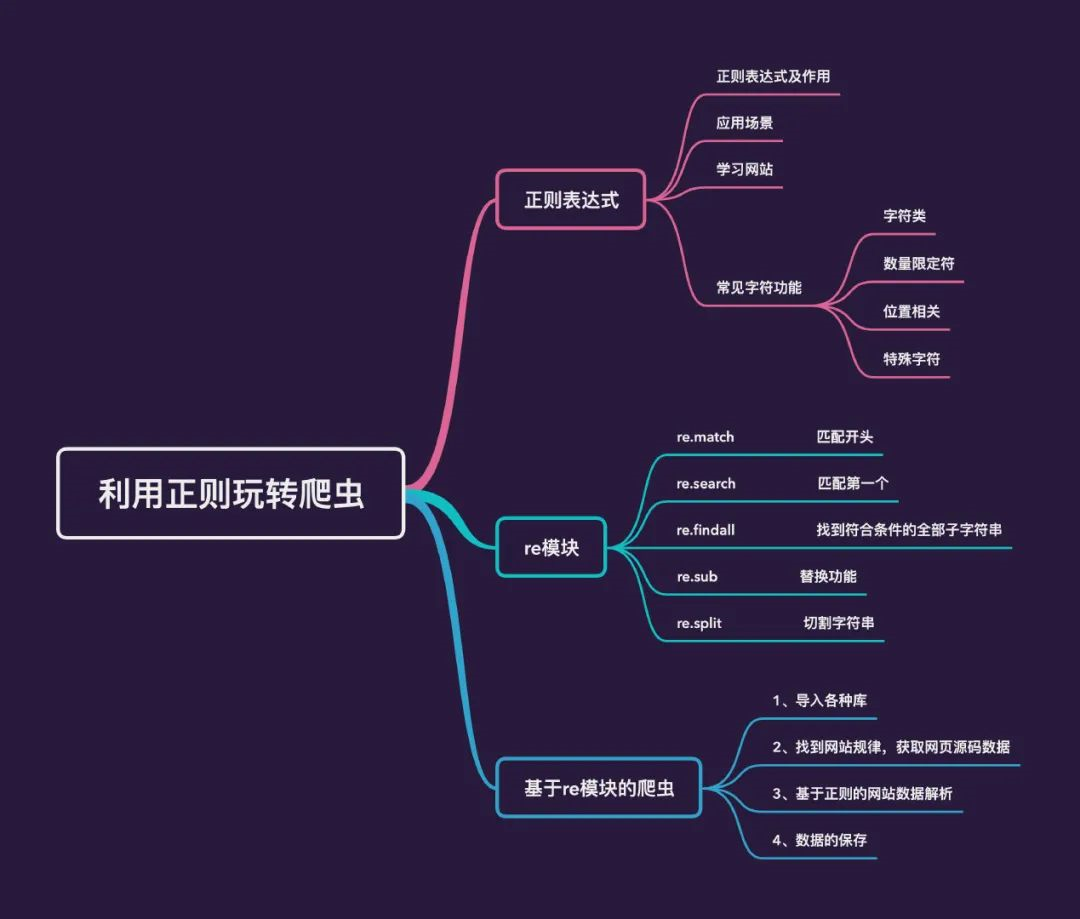 利用正则玩转爬虫
正则表达式
正则表达式及作用
应用场景
学习网站
常见字符功能
字符类
数量限定符
位置相关
特殊字符
re模块
re.match 匹配开头
re.search 匹配第一个
re.findall 找到符合条件的全部子字符串
re.sub 替换功能
re.split 切割字符串
基于re模块的爬虫
1、导入各种库
2、找到网站规律，获取网页源码数据
3、基于正则的网站数据解析
4、数据的保存